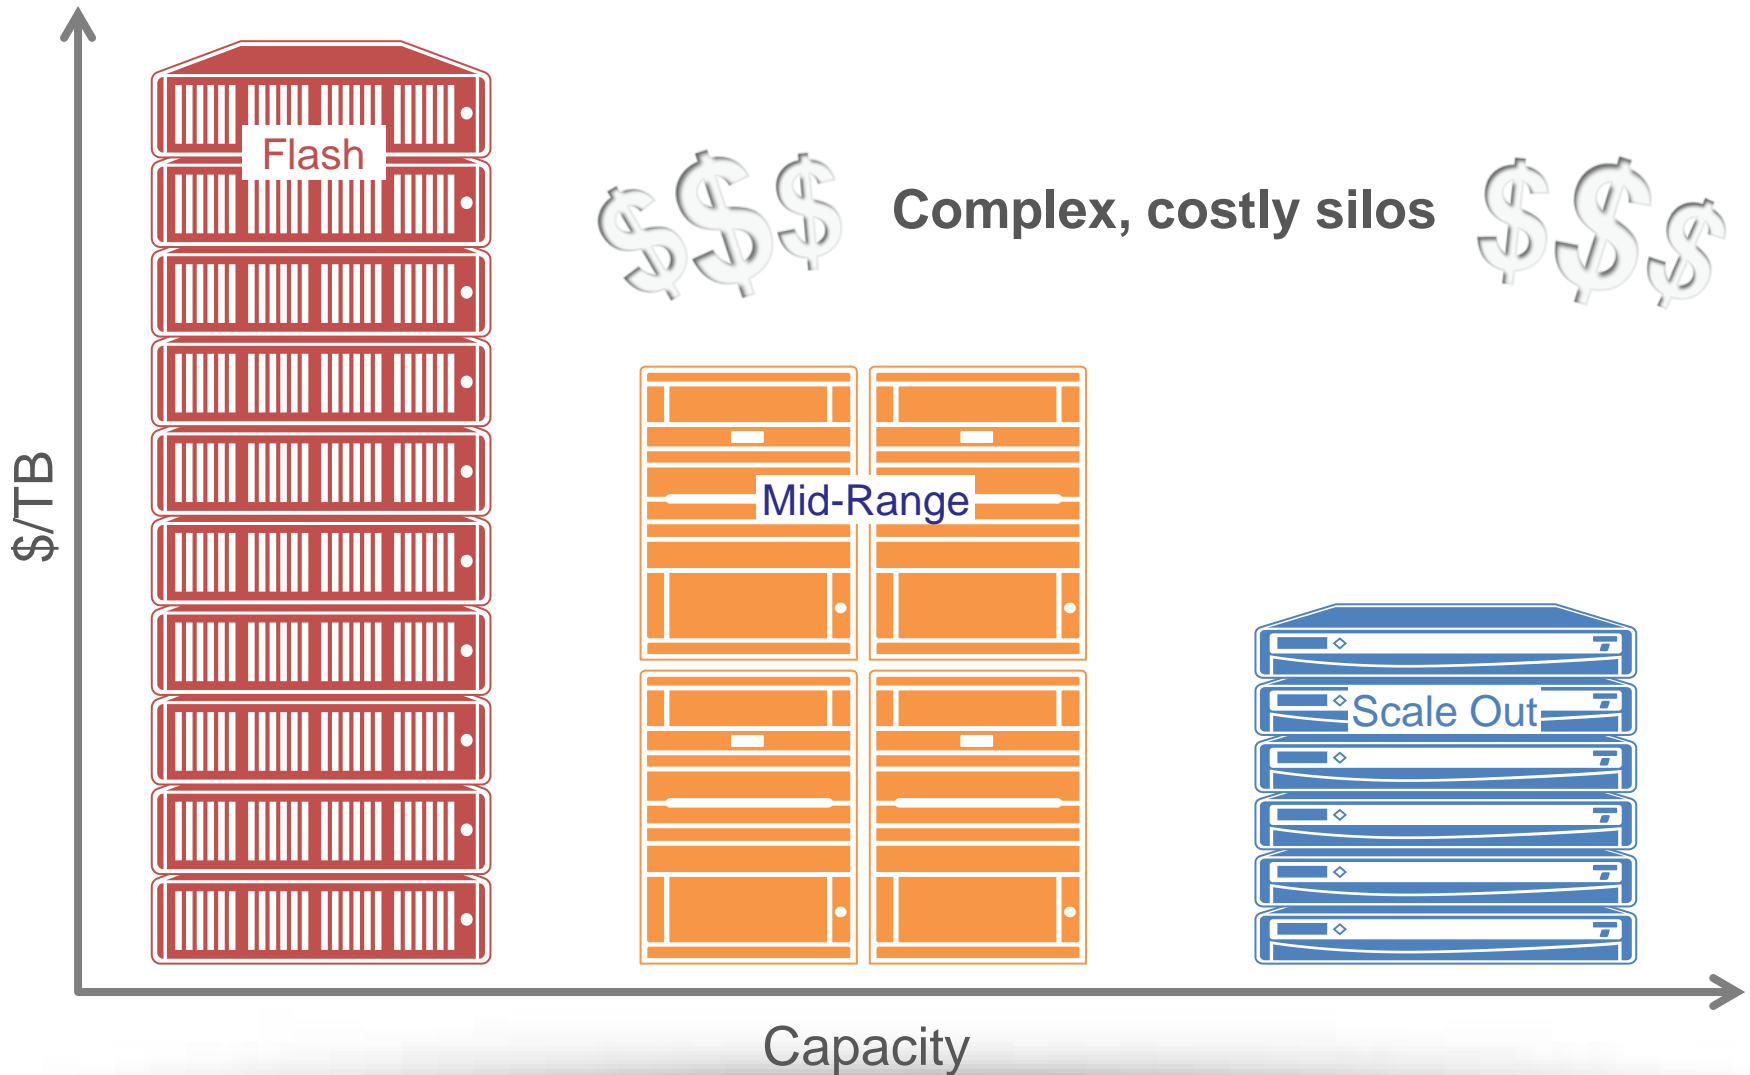 Flash
$ $ $
Complex, costly silos
$ $ $
$/TB
Mid-Range
Scale Out
Capacity